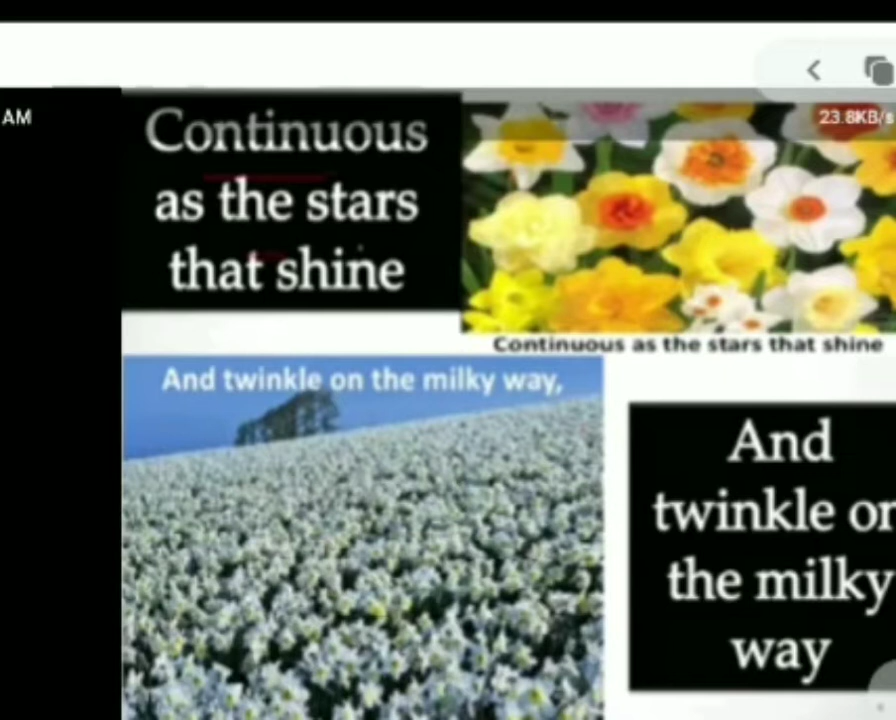 AM
23.8KB/s
Continuous
as the stars
that shine
Continuous as the stars that shine
And twinkle on the milky way,
And
twinkle on
the milky
way